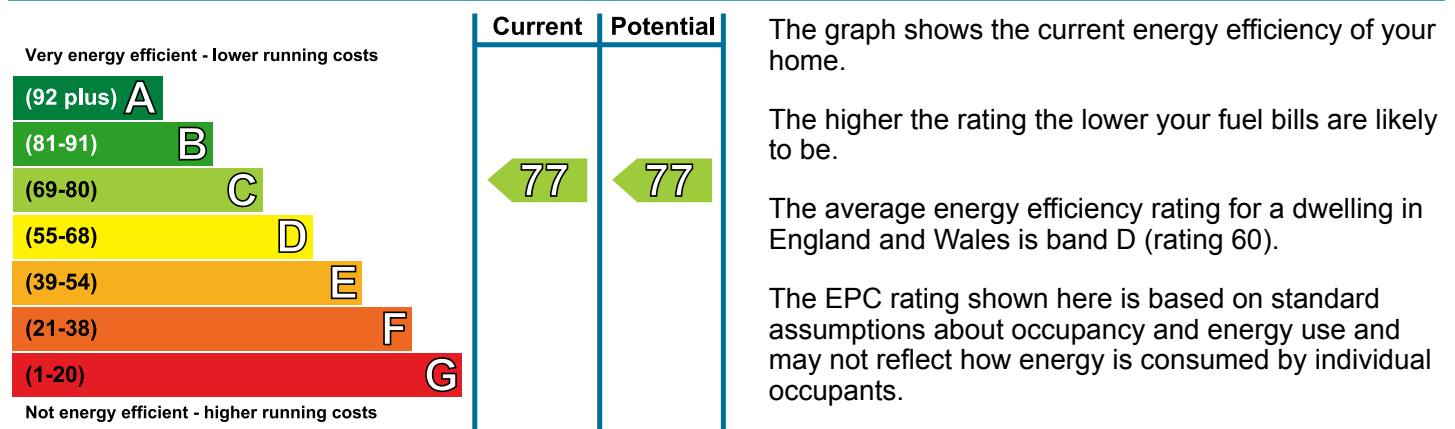 Current Potential
Very energy efficient - lower running costs
(92 plus) A
(81-91) B
(69-80) C
77 77
(55-68) D
(39-54) E
(21-38) F
(1-20) G
Not energy efficient - higher running costs
The graph shows the current energy efficiency of your
home.
The higher the rating the lower your fuel bills are likely
to be.
The average energy efficiency rating for a dwelling in
England and Wales is band D (rating 60).
The EPC rating shown here is based on standard
assumptions about occupancy and energy use and
may not reflect how energy is consumed by individual
occupants.